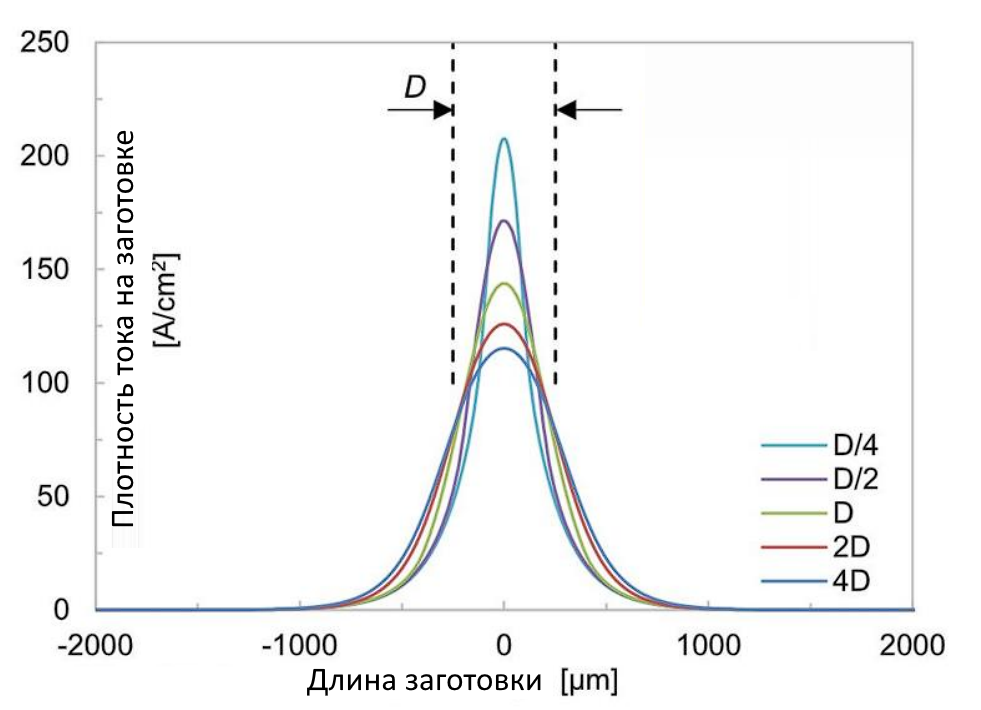 250
200
150
100
50
0
Плотность тока на заготовке
[A/cm²]
D
D/4
D/2
D
2D
4D
-2000
-1000
0
1000
2000
Длина заготовки [µm]